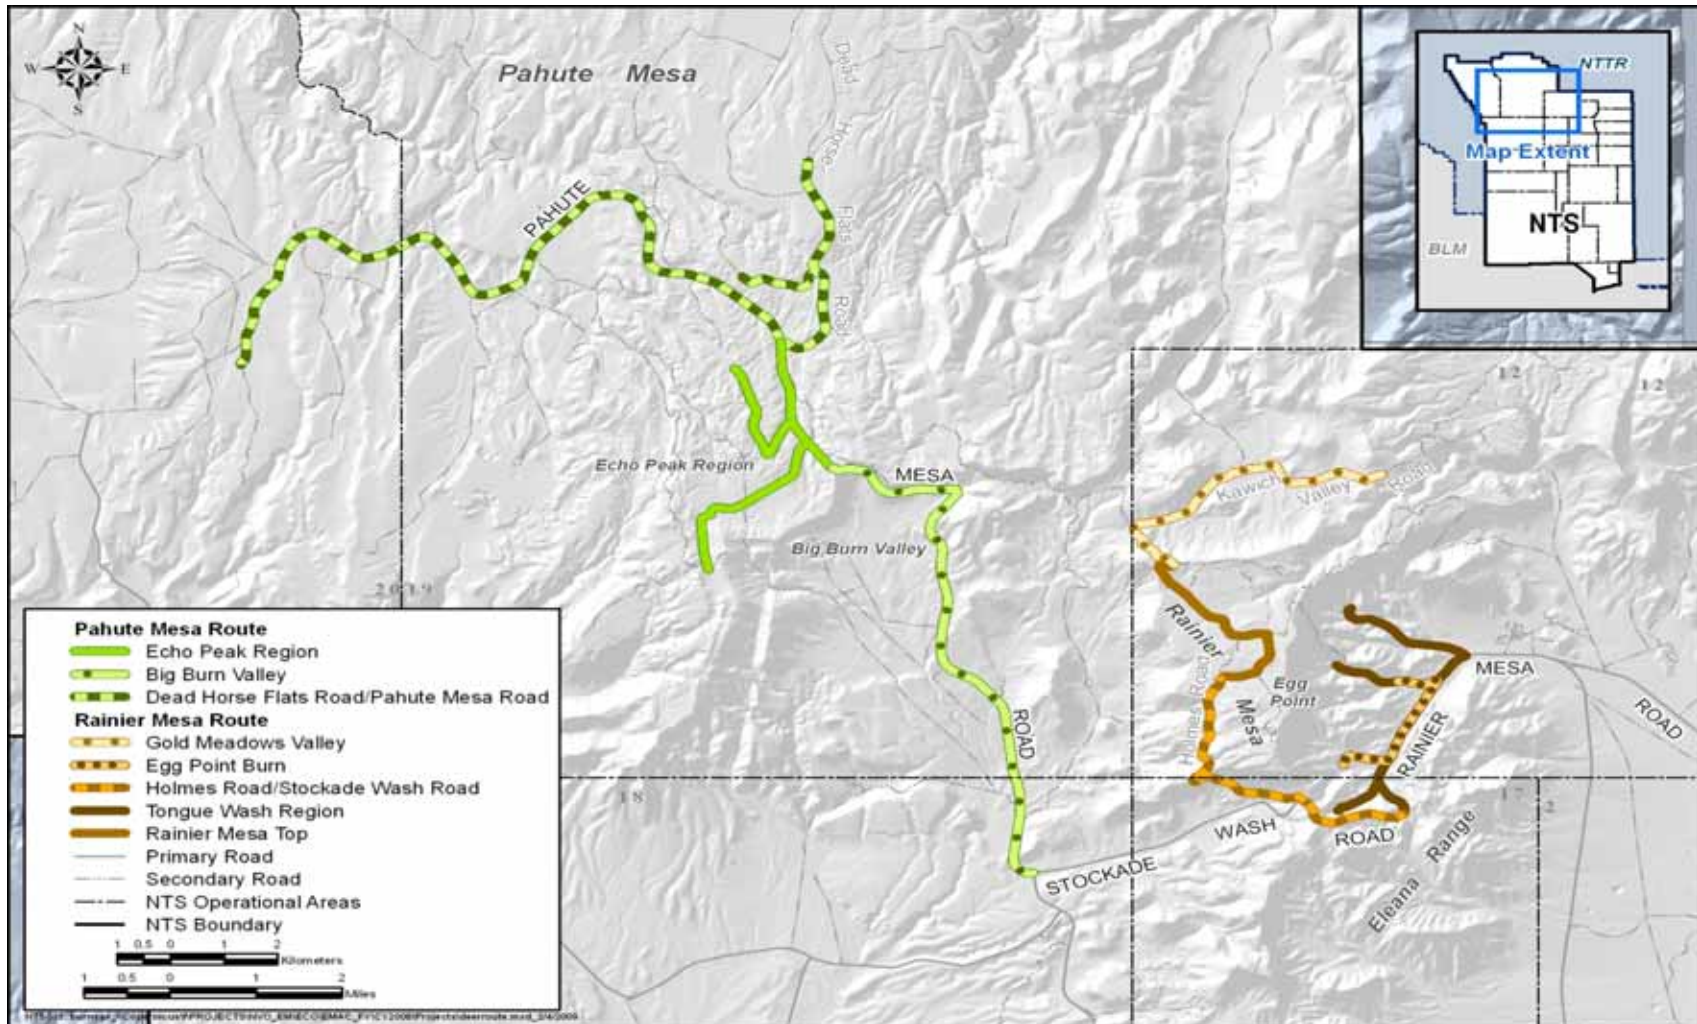 N
W E
S
Pahute Mesa
Dead Horse Flats Road
NTTR
Map Extent
NTS
BLM
PAHUTE
12
12
Echo Peak Region
MESA
Kawich Valley Road
Big Burn Valley
20 19
Rainier Mesa
Holmes Road
Egg
Point
MESA
ROAD
ROAD
RAINIER
18
17
2
WASH
ROAD
STOCKADE
Eleana Range
Pahute Mesa Route
Echo Peak Region
Big Burn Valley
Dead Horse Flats Road/Pahute Mesa Road
Rainier Mesa Route
Gold Meadows Valley
Egg Point Burn
Holmes Road/Stockade Wash Road
Tongue Wash Region
Rainier Mesa Top
Primary Road
Secondary Road
NTS Operational Areas
NTS Boundary
1 0.5 0 1 2
Kilometers
1 0.5 0 1 2
Miles